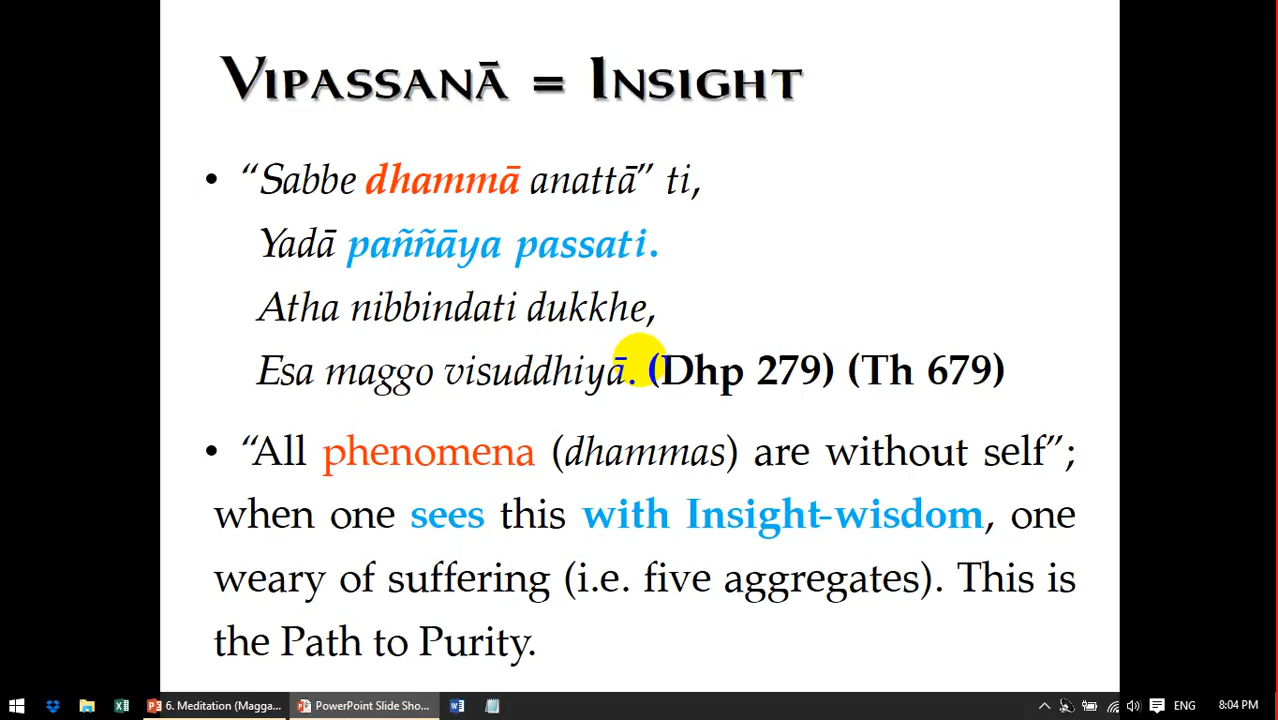 VIPASSANĀ = INSIGHT
• “Sabbe dhammā anattā” ti,
Yadā paññāya passati.
Atha nibbindati dukkhe,
Esa maggo visuddhiyā. (Dhp 279) (Th 679)
• “All phenomena (dhammas) are without self”;
when one sees this with Insight-wisdom, one
weary of suffering (i.e. five aggregates). This is
the Path to Purity.
6. Meditation (Magga... PowerPoint Slide Sho... ENG 8:04 PM